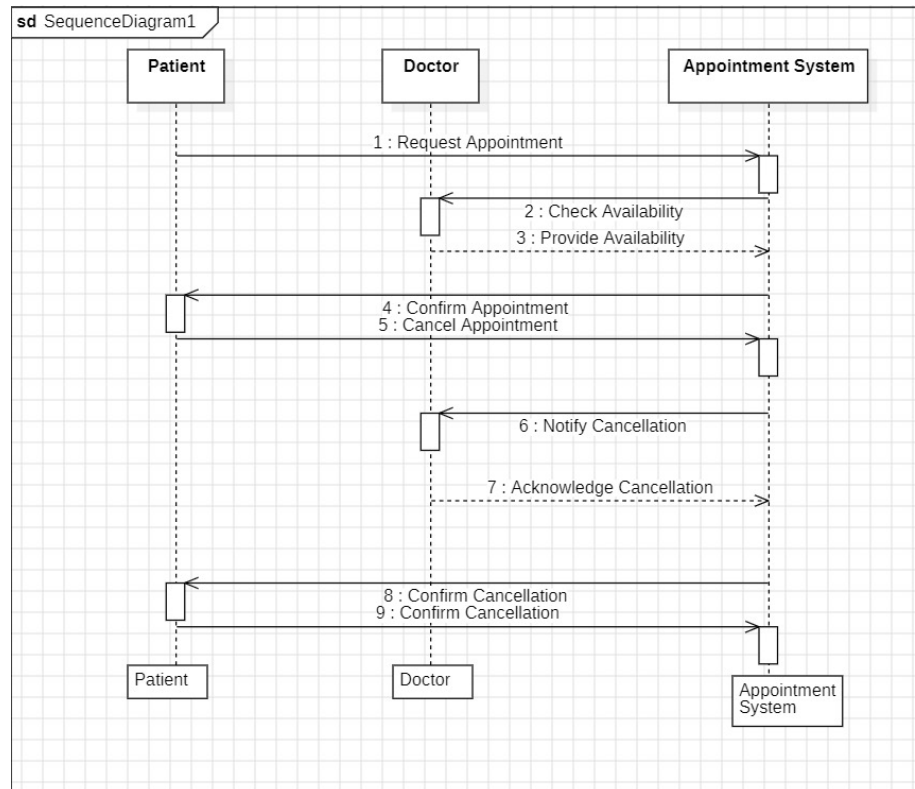 sd SequenceDiagram1
Patient
Doctor
Appointment System
1 : Request Appointment
2 : Check Availability
3 : Provide Availability
4 : Confirm Appointment
5 : Cancel Appointment
6 : Notify Cancellation
7 : Acknowledge Cancellation
8 : Confirm Cancellation
9 : Confirm Cancellation
Patient
Doctor
Appointment
System